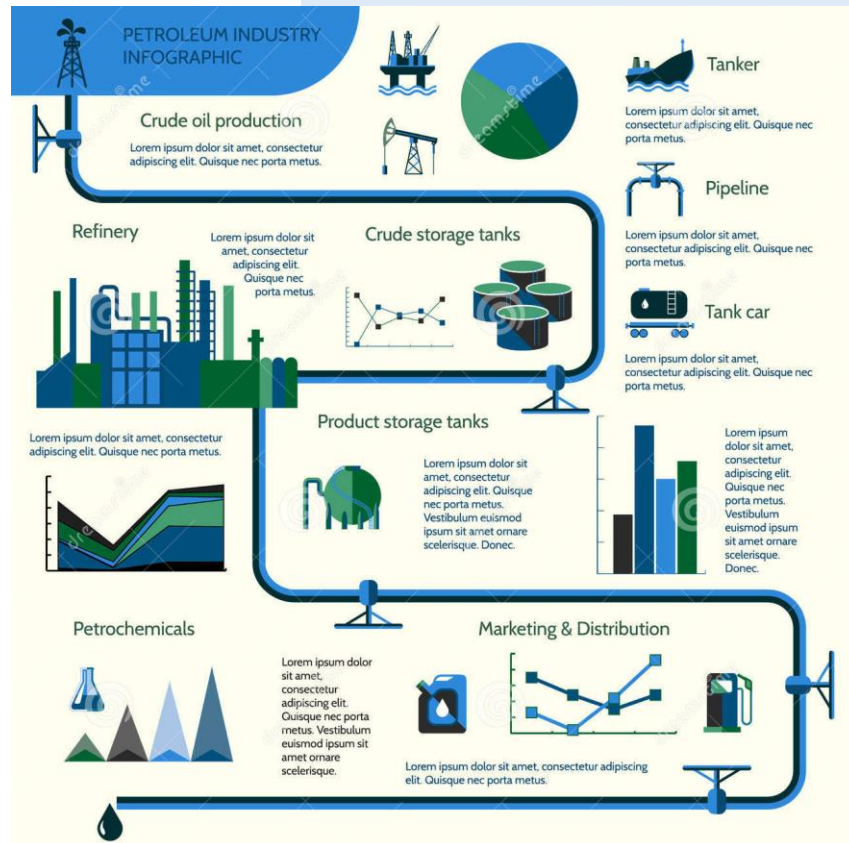 PETROLEUM INDUSTRY
INFOGRAPHIC
Crude oil production
Lorem ipsum dolor sit amet, consectetur
adipiscing elit. Quisque nec porta metus.
Tanker
Lorem ipsum dolor sit amet,
consectetur adipiscing elit. Quisque nec
porta metus.
Pipeline
Lorem ipsum dolor sit amet,
consectetur adipiscing elit. Quisque nec
porta metus.
Tank car
Lorem ipsum dolor sit amet,
consectetur adipiscing elit. Quisque nec
porta metus.
Refinery
Lorem ipsum dolor sit
amet, consectetur
adipiscing elit.
Quisque nec
porta metus.
Crude storage tanks
Lorem ipsum dolor sit amet, consectetur
adipiscing elit. Quisque nec porta metus.
Product storage tanks
Lorem ipsum dolor sit
amet, consectetur
adipiscing elit. Quisque
nec porta metus.
Vestibulum euismod
ipsum sit amet ornare
scelerisque. Donec.
Lorem ipsum
dolor sit amet,
consectetur
adipiscing elit.
Quisque nec
porta metus.
Vestibulum
euismod ipsum
sit amet ornare
scelerisque.
Donec.
Petrochemicals
Lorem ipsum dolor
sit amet,
consectetur
adipiscing elit.
Quisque nec porta
metus. Vestibulum
euismod ipsum
sit amet ornare
scelerisque.
Marketing & Distribution
Lorem ipsum dolor sit amet, consectetur adipiscing
elit. Quisque nec porta metus.
dreamstime